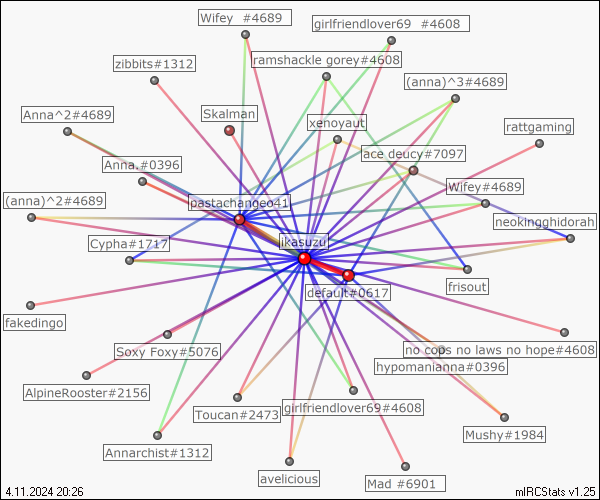 Wifey  #4689
girlfriendlover69  #4608
ramshackle gorey#4608
zibbits#1312
(anna)^3#4689
Anna^2#4689
Skalman
xenoyaut
rattgaming
ace deucy#7097
Anna.#0396
Wifey#4689
(anna)^2#4689
pastachangeo41
neokingghidorah
Cypha#1717
ikasuzu
frisout
default#0617
fakedingo
Soxy Foxy#5076
no cops no laws no hope#4608
hypomanianna#0396
AlpineRooster#2156
Toucan#2473
girlfriendlover69#4608
Mushy#1984
Annarchist#1312
avelicious
Mad #6901
4.11.2024 20:26
mIRCStats v1.25